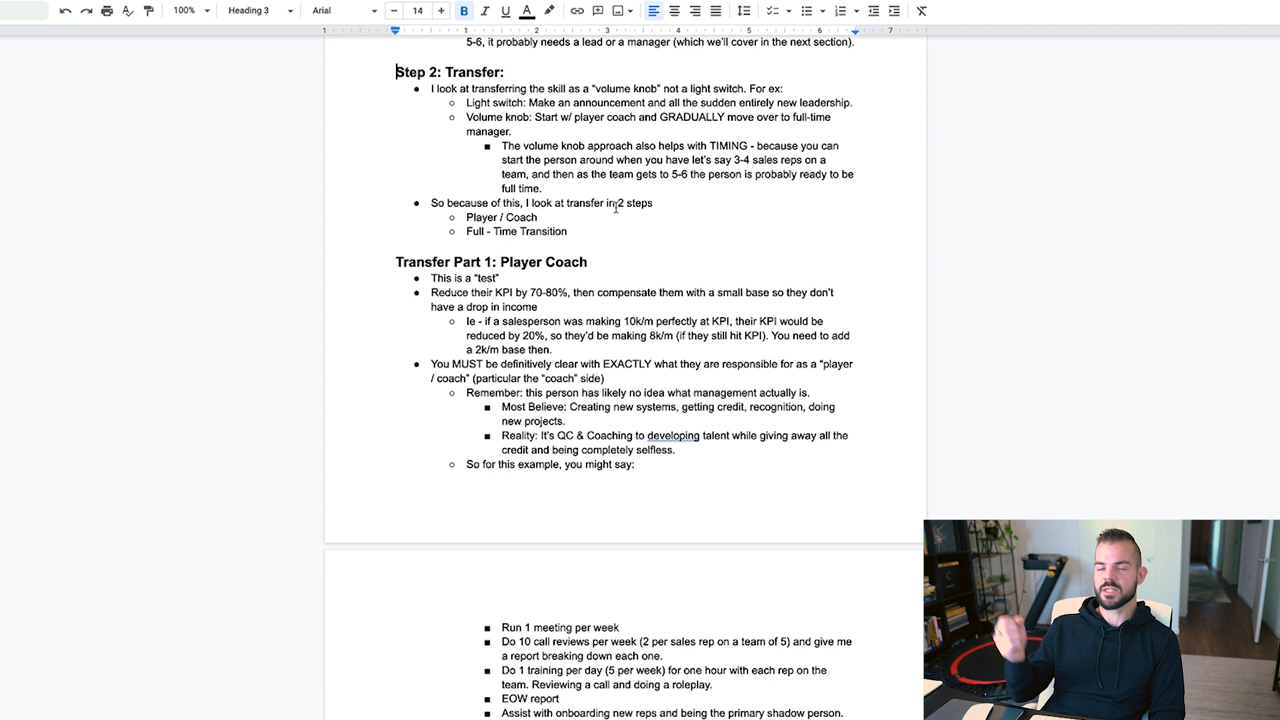 100%
Heading 3
Arial
14
1 1 2 3 4 5 6 7
5-6, it probably needs a lead or a manager (which we'll cover in the next section).
Step 2: Transfer:
● I look at transferring the skill as a “volume knob” not a light switch. For ex:
○ Light switch: Make an announcement and all the sudden entirely new leadership.
○ Volume knob: Start w/ player coach and GRADUALLY move over to full-time
manager.
■ The volume knob approach also helps with TIMING - because you can
start the person around when you have let's say 3-4 sales reps on a
team, and then as the team gets to 5-6 the person is probably ready to be
full time.
● So because of this, I look at transfer in 2 steps
○ Player / Coach
○ Full - Time Transition
Transfer Part 1: Player Coach
● This is a “test”
● Reduce their KPI by 70-80%, then compensate them with a small base so they don't
have a drop in income
○ Ie - if a salesperson was making 10k/m perfectly at KPI, their KPI would be
reduced by 20%, so they'd be making 8k/m (if they still hit KPI). You need to add
a 2k/m base then.
● You MUST be definitively clear with EXACTLY what they are responsible for as a “player
/ coach” (particular the “coach” side)
○ Remember: this person has likely no idea what management actually is.
■ Most Believe: Creating new systems, getting credit, recognition, doing
new projects.
■ Reality: It's QC & Coaching to developing talent while giving away all the
credit and being completely selfless.
○ So for this example, you might say:
■ Run 1 meeting per week
■ Do 10 call reviews per week (2 per sales rep on a team of 5) and give me
a report breaking down each one.
■ Do 1 training per day (5 per week) for one hour with each rep on the
team. Reviewing a call and doing a roleplay.
■ EOW report
■ Assist with onboarding new reps and being the primary shadow person.